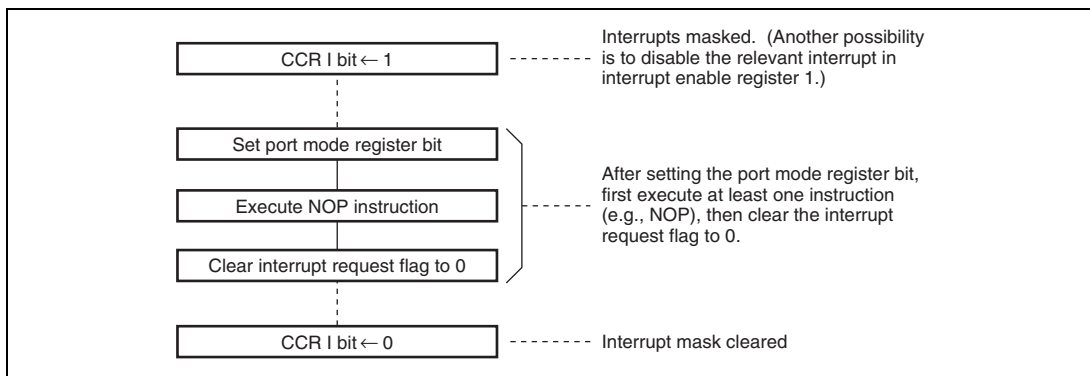 CCR I bit ← 1
Interrupts masked.  (Another possibility
is to disable the relevant interrupt in
interrupt enable register 1.)
Set port mode register bit
Execute NOP instruction
Clear interrupt request flag to 0
After setting the port mode register bit,
first execute at least one instruction
(e.g., NOP), then clear the interrupt
request flag to 0.
CCR I bit ← 0
Interrupt mask cleared